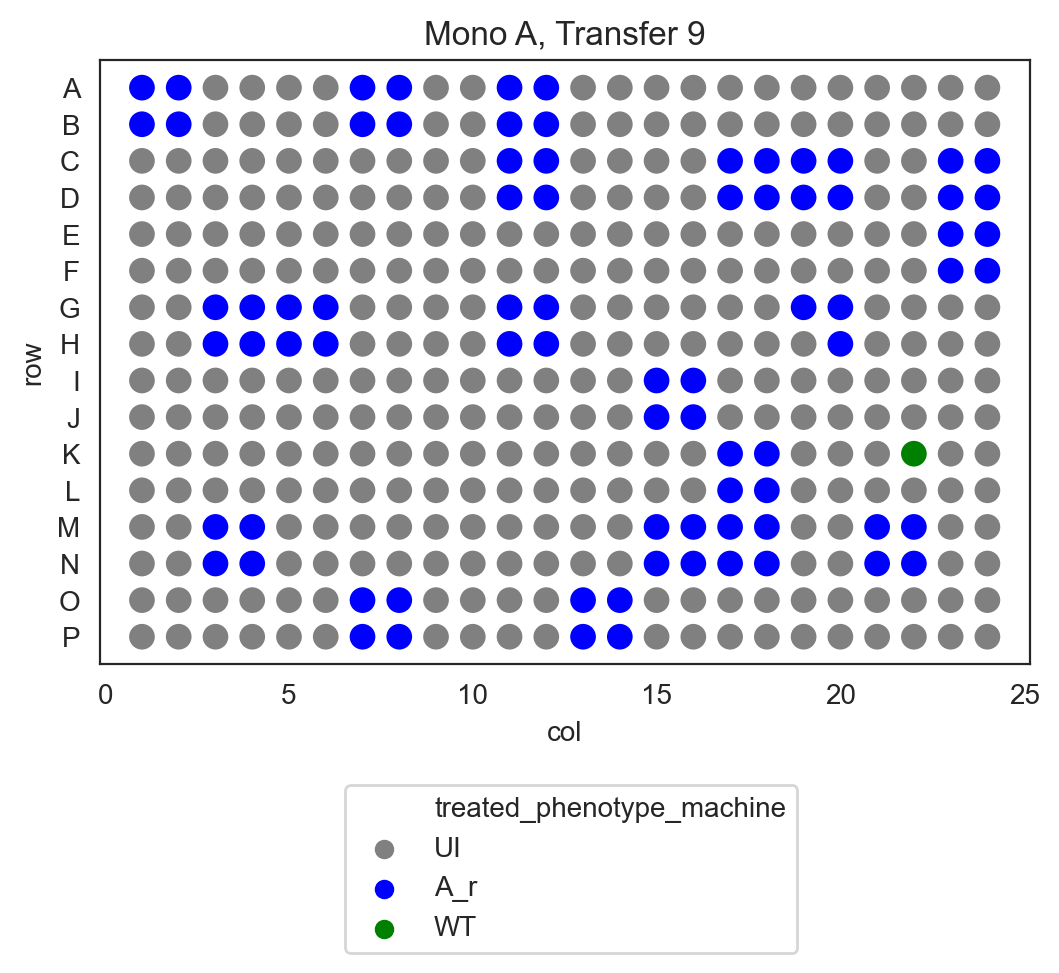 Mono A, Transfer 9
A
B
C
D
E
F
G
H
I
J
K
L
M
N
O
P
row
0 5 10 15 20 25
col
treated_phenotype_machine
UI
A_r
WT